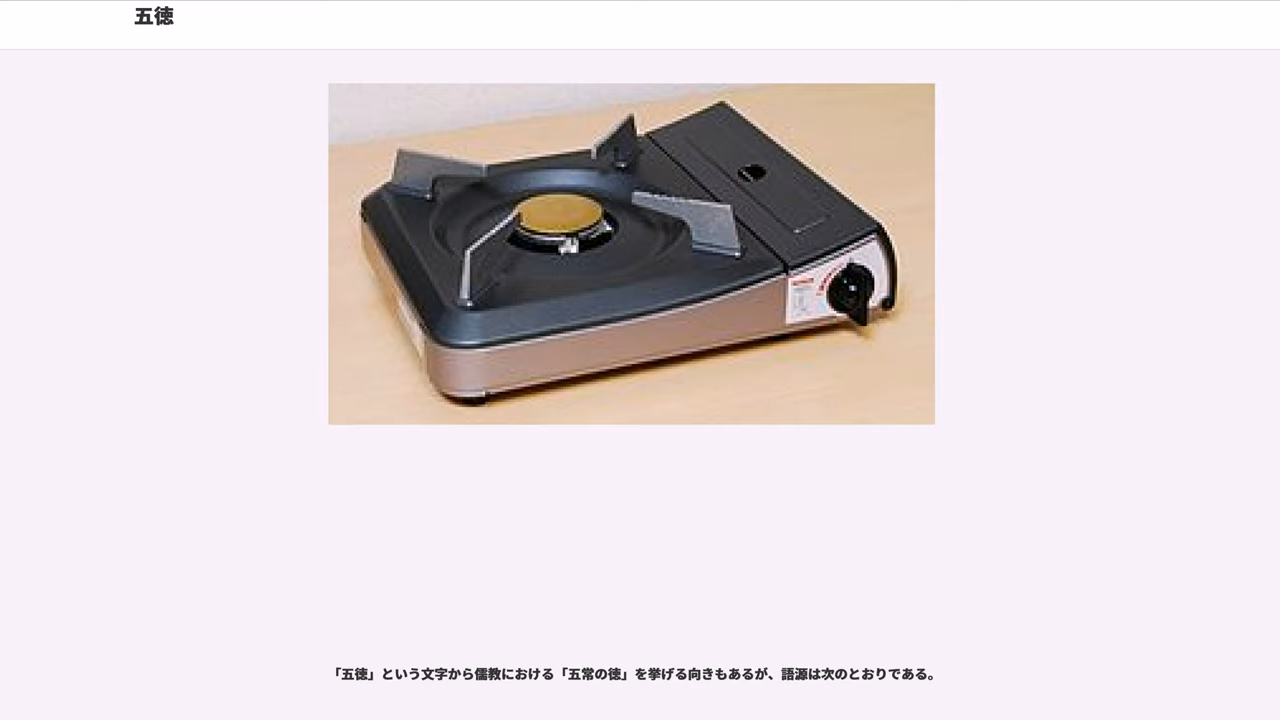 五徳
「五徳」という文字から儒教における「五常の徳」を挙げる向きもあるが、語源は次のとおりである。